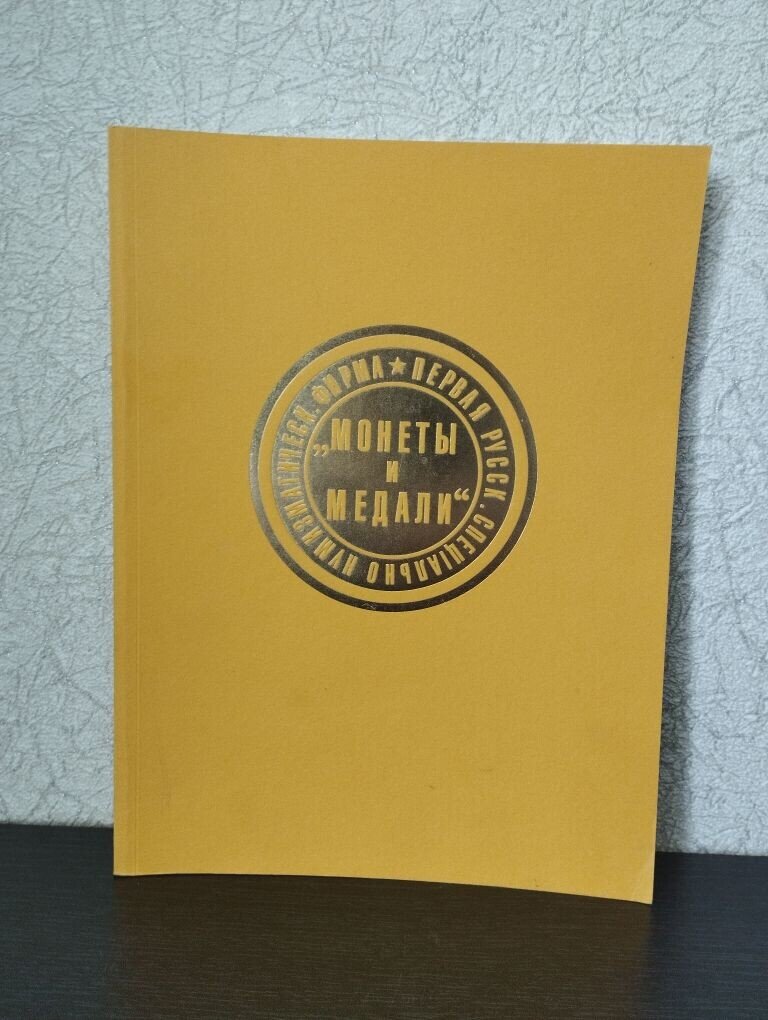 ПЕРВАЯ РУССК. СПЕЦІАЛЬНО НУМИЗМАТИЧЕСК. ФИРМА ★
„МОНЕТЫ
И
МЕДАЛИ“